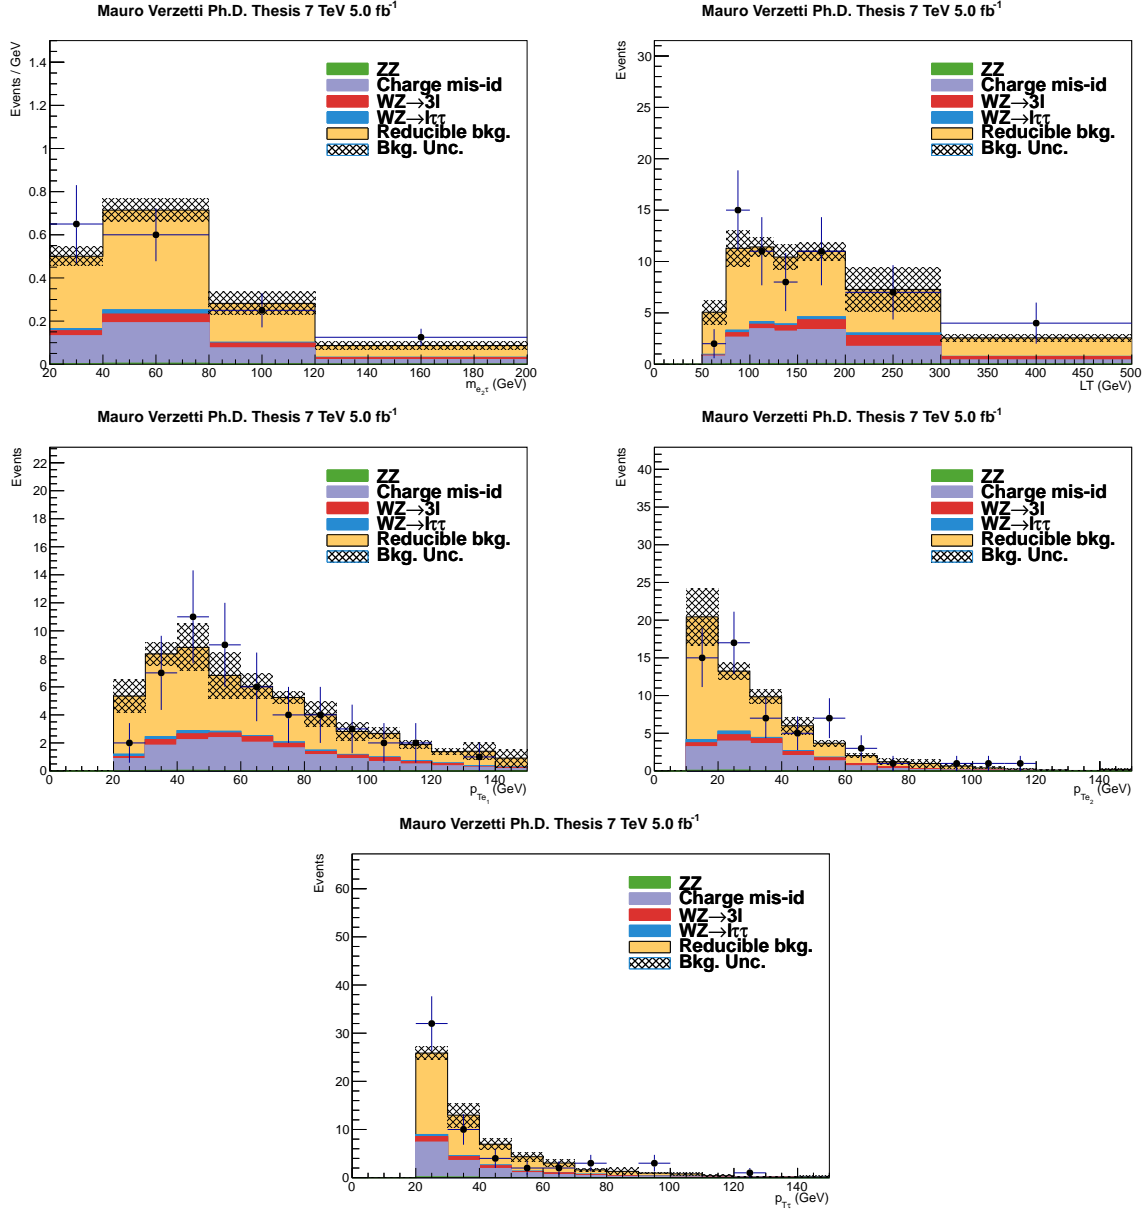 Mauro Verzetti Ph.D. Thesis 7 TeV 5.0 fb⁻¹
Events / GeV
1.4
1.2
1
0.8
0.6
0.4
0.2
0
20 40 60 80 100 120 140 160 180 200
m_{e₂τ} (GeV)
ZZ
Charge mis-id
WZ→3l
WZ→lττ
Reducible bkg.
Bkg. Unc.
Mauro Verzetti Ph.D. Thesis 7 TeV 5.0 fb⁻¹
Events
30
25
20
15
10
5
0
0 50 100 150 200 250 300 350 400 450 500
LT (GeV)
ZZ
Charge mis-id
WZ→3l
WZ→lττ
Reducible bkg.
Bkg. Unc.
Mauro Verzetti Ph.D. Thesis 7 TeV 5.0 fb⁻¹
Events
22
20
18
16
14
12
10
8
6
4
2
0
0 20 40 60 80 100 120 140
p_{Te₁} (GeV)
ZZ
Charge mis-id
WZ→3l
WZ→lττ
Reducible bkg.
Bkg. Unc.
Mauro Verzetti Ph.D. Thesis 7 TeV 5.0 fb⁻¹
Events
40
35
30
25
20
15
10
5
0
0 20 40 60 80 100 120 140
p_{Te₂} (GeV)
ZZ
Charge mis-id
WZ→3l
WZ→lττ
Reducible bkg.
Bkg. Unc.
Mauro Verzetti Ph.D. Thesis 7 TeV 5.0 fb⁻¹
Events
60
50
40
30
20
10
0
0 20 40 60 80 100 120 140
p_{Tτ} (GeV)
ZZ
Charge mis-id
WZ→3l
WZ→lττ
Reducible bkg.
Bkg. Unc.